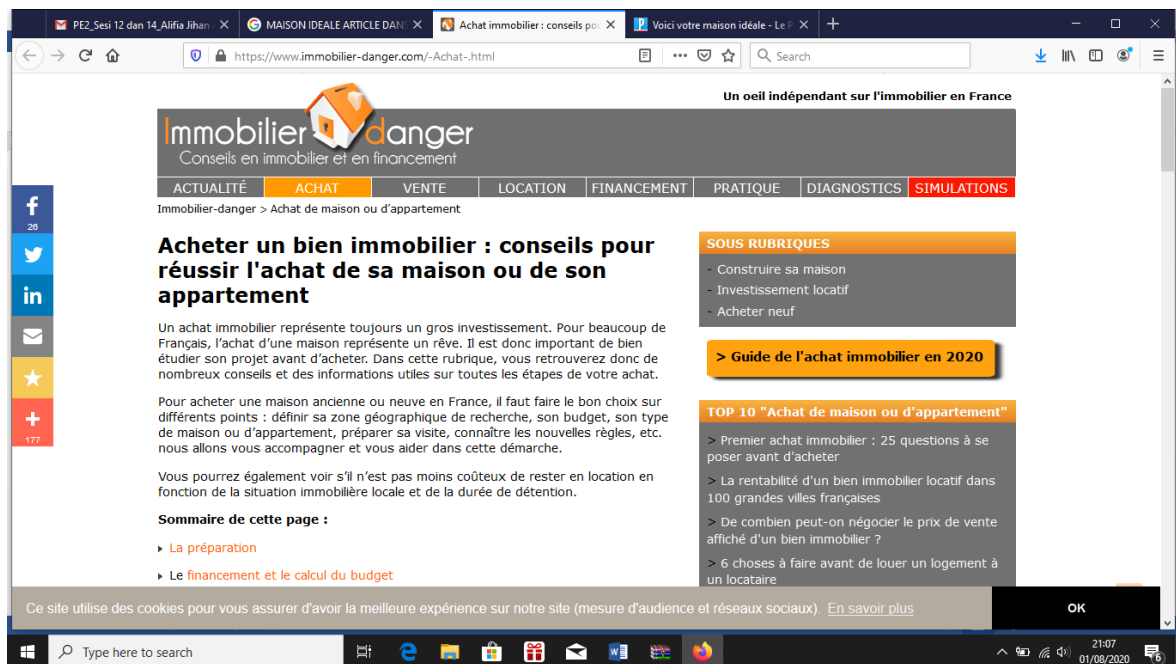 PE2_Sesi 12 dan 14_Alifia Jihan
MAISON IDEALE ARTICLE DAN
Achat immobilier : conseils po
Voici votre maison idéale - Le P
https://www.immobilier-danger.com/-Achat-.html
Search
Un oeil indépendant sur l'immobilier en France
Immobilier danger
Conseils en immobilier et en financement
ACTUALITÉ ACHAT VENTE LOCATION FINANCEMENT PRATIQUE DIAGNOSTICS SIMULATIONS
Immobilier-danger > Achat de maison ou d'appartement
26
in
177
Acheter un bien immobilier : conseils pour
réussir l'achat de sa maison ou de son
appartement
Un achat immobilier représente toujours un gros investissement. Pour beaucoup de
Français, l'achat d'une maison représente un rêve. Il est donc important de bien
étudier son projet avant d'acheter. Dans cette rubrique, vous retrouverez donc de
nombreux conseils et des informations utiles sur toutes les étapes de votre achat.
Pour acheter une maison ancienne ou neuve en France, il faut faire le bon choix sur
différents points : définir sa zone géographique de recherche, son budget, son type
de maison ou d'appartement, préparer sa visite, connaître les nouvelles règles, etc.
nous allons vous accompagner et vous aider dans cette démarche.
Vous pourrez également voir s'il n'est pas moins coûteux de rester en location en
fonction de la situation immobilière locale et de la durée de détention.
Sommaire de cette page :
La préparation
Le financement et le calcul du budget
SOUS RUBRIQUES
- Construire sa maison
- Investissement locatif
- Acheter neuf
> Guide de l'achat immobilier en 2020
TOP 10 "Achat de maison ou d'appartement"
> Premier achat immobilier : 25 questions à se
poser avant d'acheter
> La rentabilité d'un bien immobilier locatif dans
100 grandes villes françaises
> De combien peut-on négocier le prix de vente
affiché d'un bien immobilier ?
> 6 choses à faire avant de louer un logement à
un locataire
Ce site utilise des cookies pour vous assurer d'avoir la meilleure expérience sur notre site (mesure d'audience et réseaux sociaux). En savoir plus
OK
Type here to search
21:07
01/08/2020
6